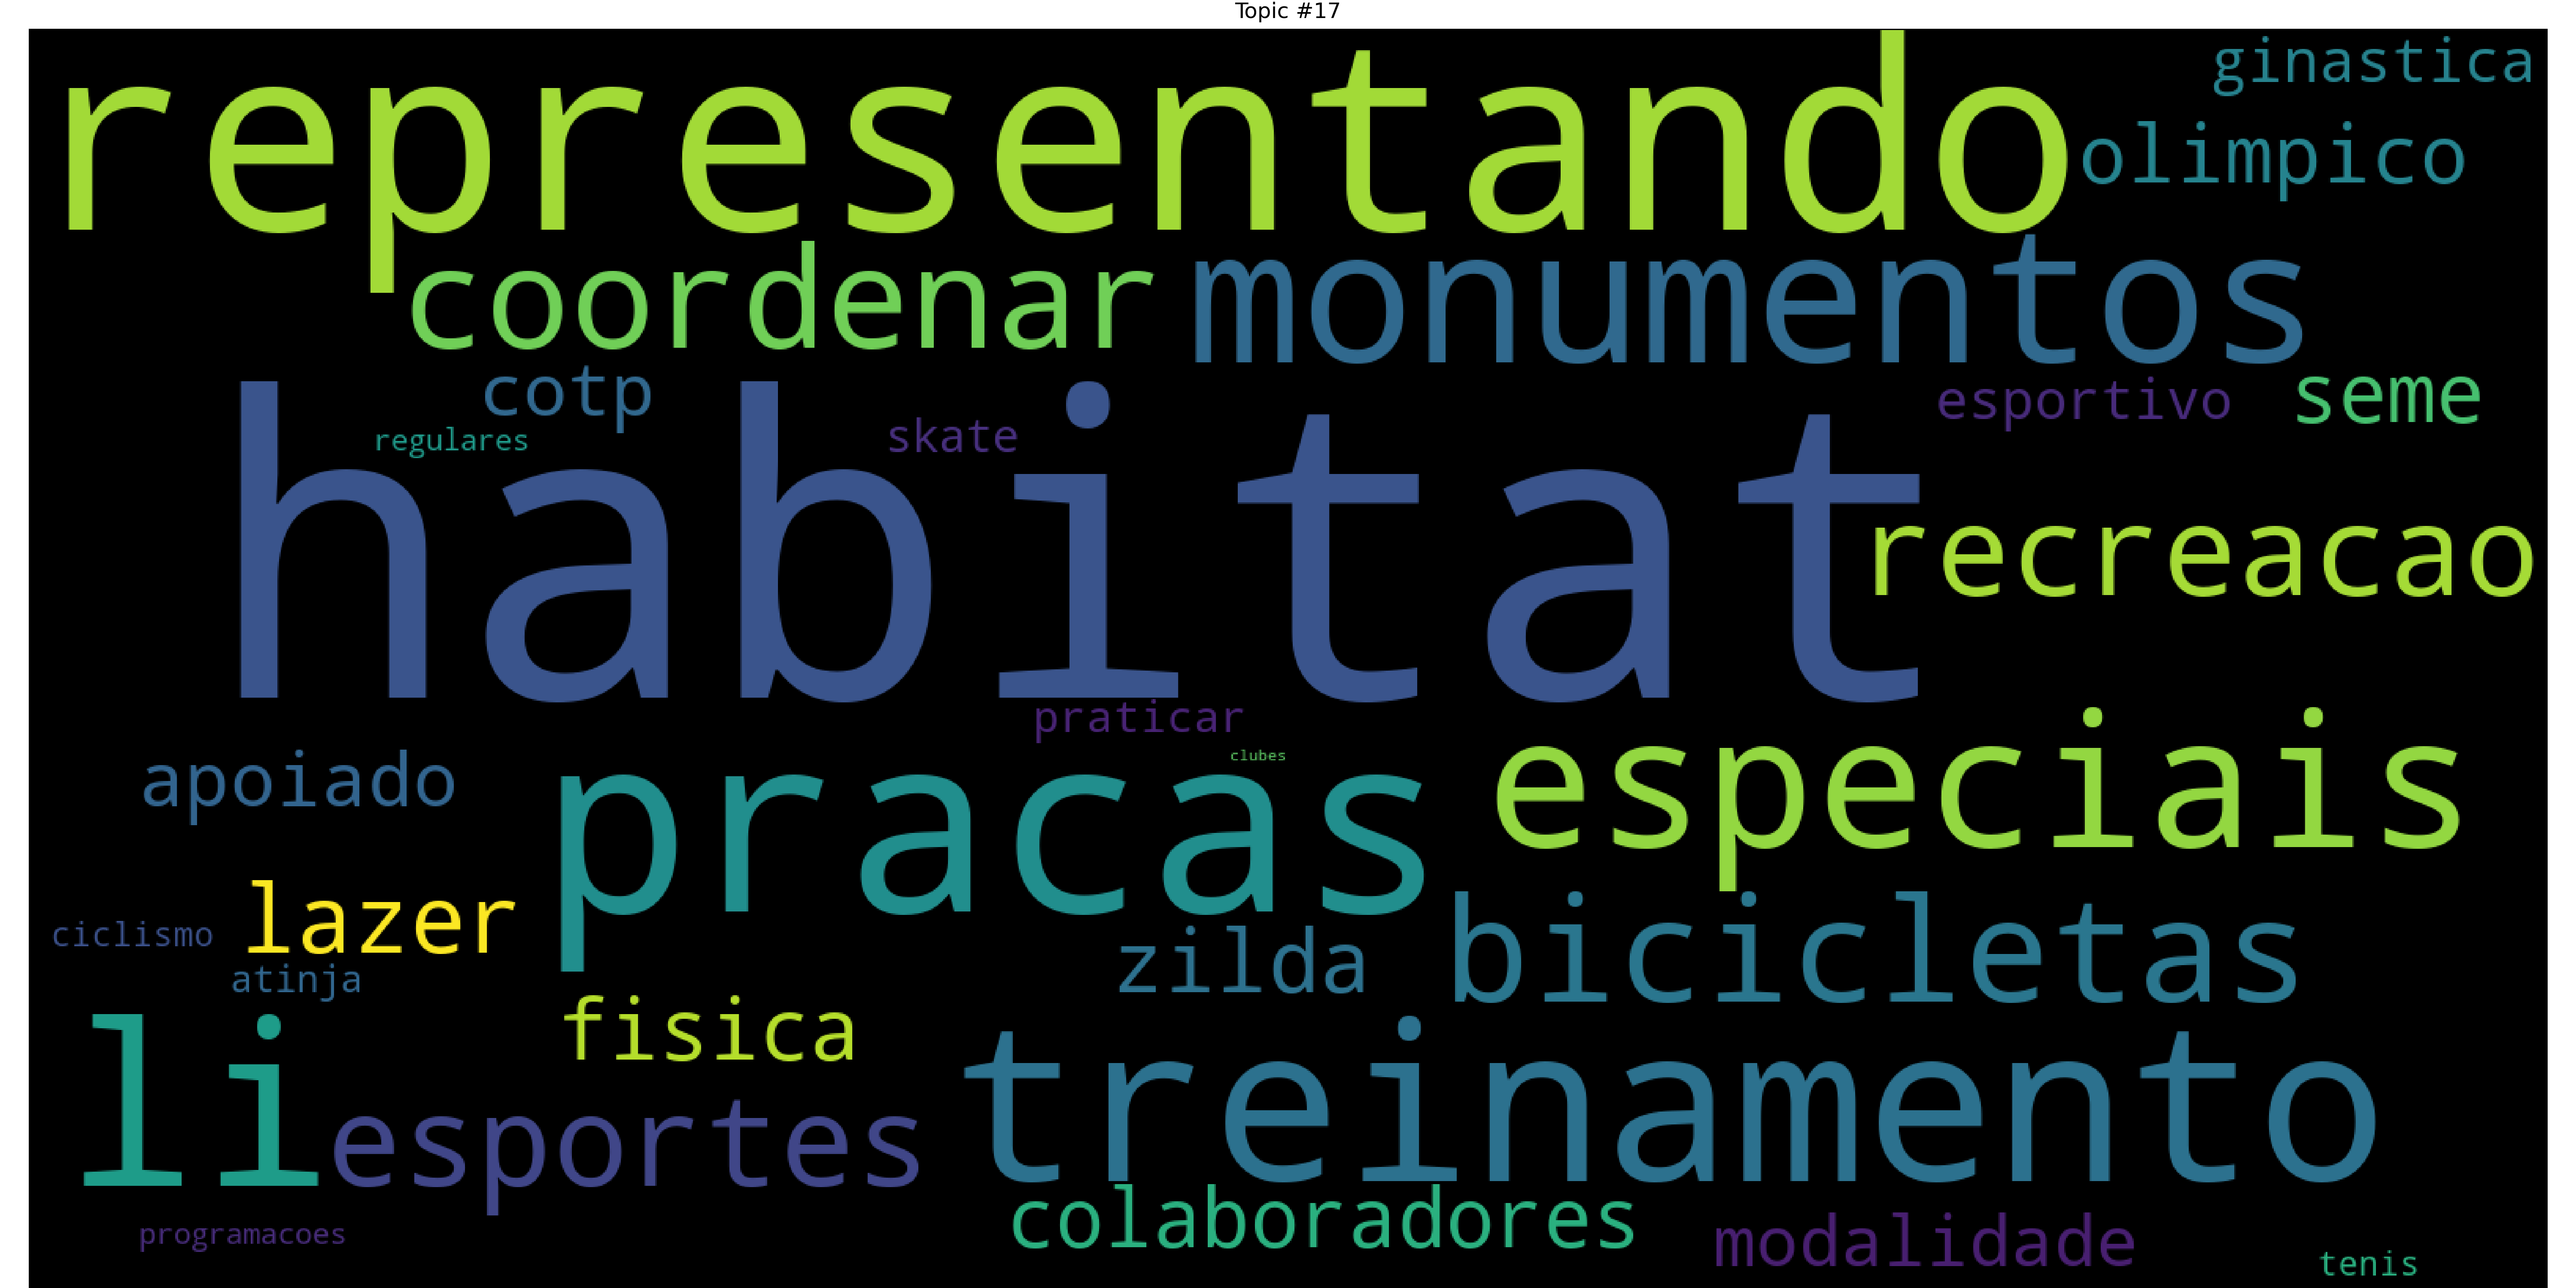 Topic #17
ginastica
representando
olimpico
coordenar
monumentos
cotp
esportivo
seme
regulares
skate
habitat
recreacao
praticar
clubes
apoiado
pracas
especiais
lazer
ciclismo
zilda
bicicletas
atinja
fisica
li
esportes
treinamento
colaboradores
programacoes
modalidade
tenis